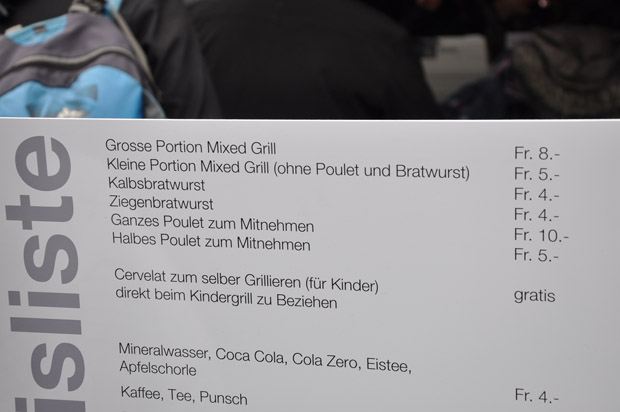 isliste
Grosse Portion Mixed Grill Fr. 8.-
Kleine Portion Mixed Grill (ohne Poulet und Bratwurst) Fr. 5.-
Kalbsbratwurst Fr. 4.-
Ziegenbratwurst Fr. 4.-
Ganzes Poulet zum Mitnehmen Fr. 10.-
Halbes Poulet zum Mitnehmen Fr. 5.-
Cervelat zum selber Grillieren (für Kinder)
direkt beim Kindergrill zu Beziehen gratis
Mineralwasser, Coca Cola, Cola Zero, Eistee,
Apfelschorle
Kaffee, Tee, Punsch Fr. 4.-